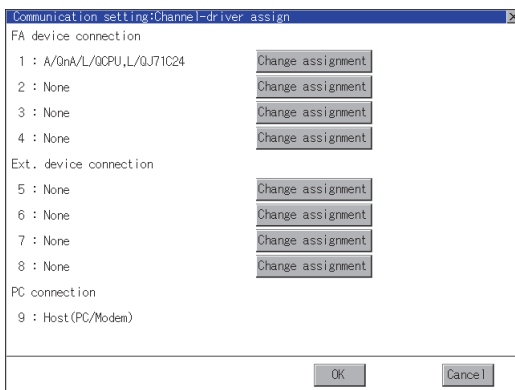 Communication setting:Channel-driver assign
FA device connection
1 : A/QnA/L/QCPU,L/QJ71C24 Change assignment
2 : None Change assignment
3 : None Change assignment
4 : None Change assignment
Ext. device connection
5 : None Change assignment
6 : None Change assignment
7 : None Change assignment
8 : None Change assignment
PC connection
9 : Host(PC/Modem)
OK Cancel